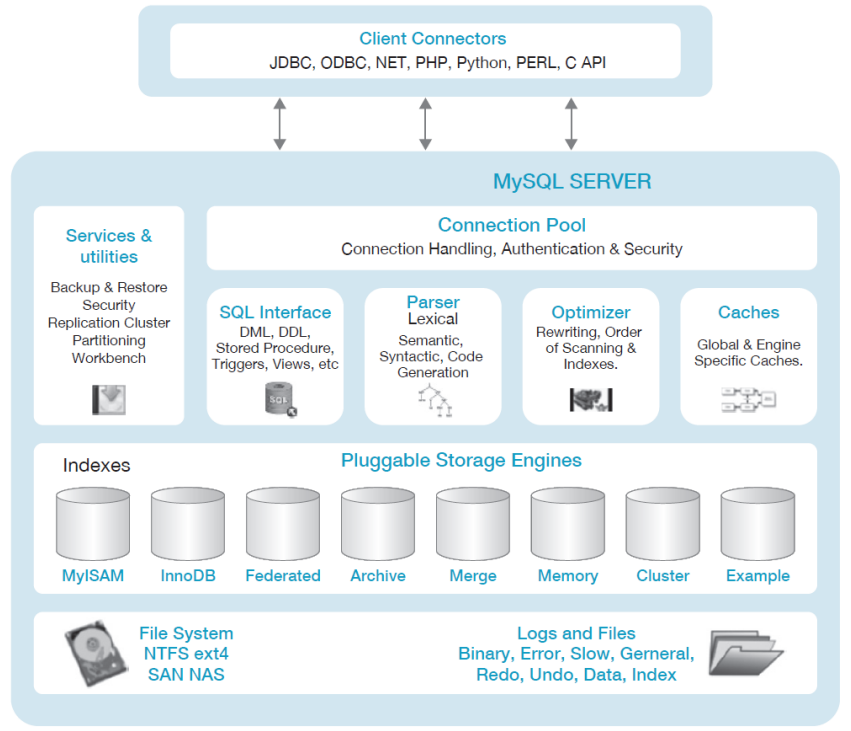 Client Connectors
JDBC, ODBC, NET, PHP, Python, PERL, C API
MySQL SERVER
Services &
utilities
Backup & Restore
Security
Replication Cluster
Partitioning
Workbench
Connection Pool
Connection Handling, Authentication & Security
SQL Interface
DML, DDL,
Stored Procedure,
Triggers, Views, etc
SQL
Parser
Lexical
Semantic,
Syntactic, Code
Generation
Optimizer
Rewriting, Order
of Scanning &
Indexes.
Caches
Global & Engine
Specific Caches.
Indexes
Pluggable Storage Engines
MyISAM
InnoDB
Federated
Archive
Merge
Memory
Cluster
Example
File System
NTFS ext4
SAN NAS
Logs and Files
Binary, Error, Slow, Gerneral,
Redo, Undo, Data, Index